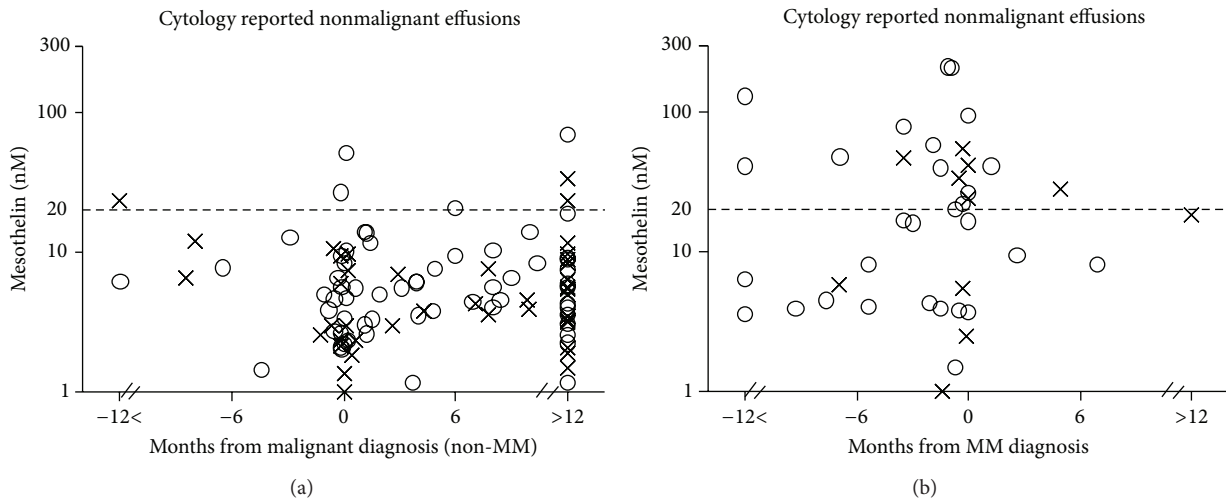 Cytology reported nonmalignant effusions
300
100
20
10
1
Mesothelin (nM)
−12<
−6
0
6
>12
Months from malignant diagnosis (non-MM)
(a)
Cytology reported nonmalignant effusions
300
100
20
10
1
Mesothelin (nM)
−12<
−6
0
6
>12
Months from MM diagnosis
(b)